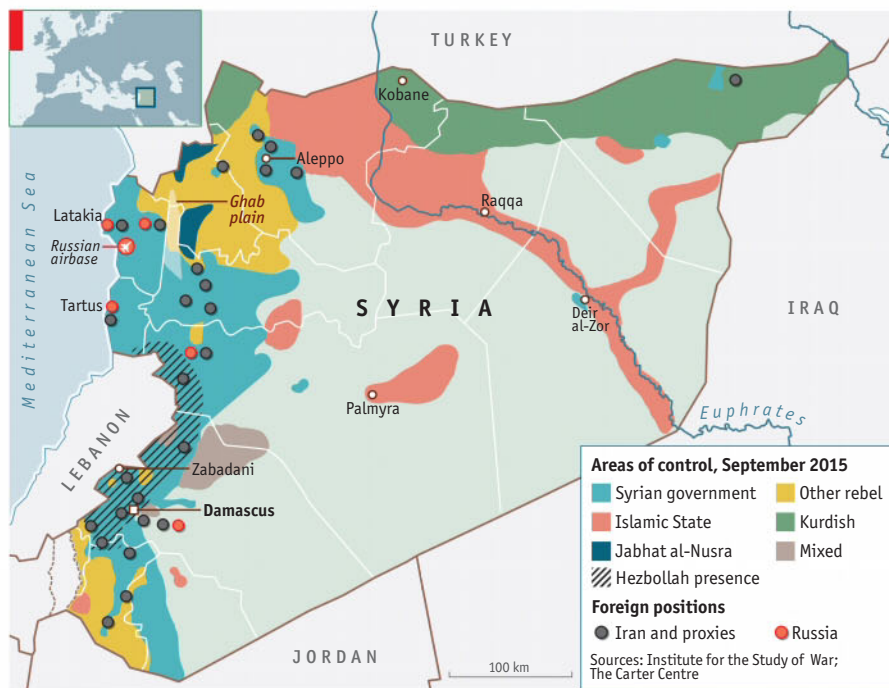 TURKEY
Kobane
Aleppo
Mediterranean Sea
Ghab
plain
Raqqa
Latakia
Russian
airbase
SYRIA
Tartus
Deir
al-Zor
IRAQ
Palmyra
Euphrates
LEBANON
Zabadani
Damascus
JORDAN
100 km
Areas of control, September 2015
Syrian government
Other rebel
Islamic State
Kurdish
Jabhat al-Nusra
Mixed
Hezbollah presence
Foreign positions
Iran and proxies
Russia
Sources: Institute for the Study of War;
The Carter Centre